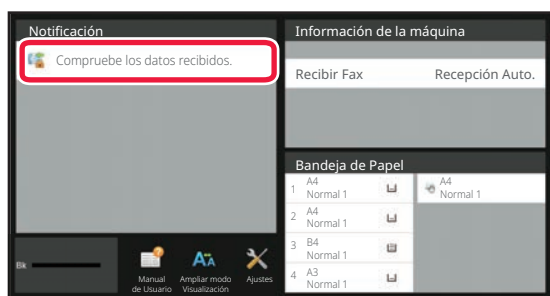 Notificación
Compruebe los datos recibidos.
Información de la máquina
Recibir Fax Recepción Auto.
Bandeja de Papel
1 A4
Normal 1
A4
Normal 1
2 A4
Normal 1
3 B4
Normal 1
4 A3
Normal 1
Bk
Manual
de Usuario
Ampliar modo
Visualización
Ajustes